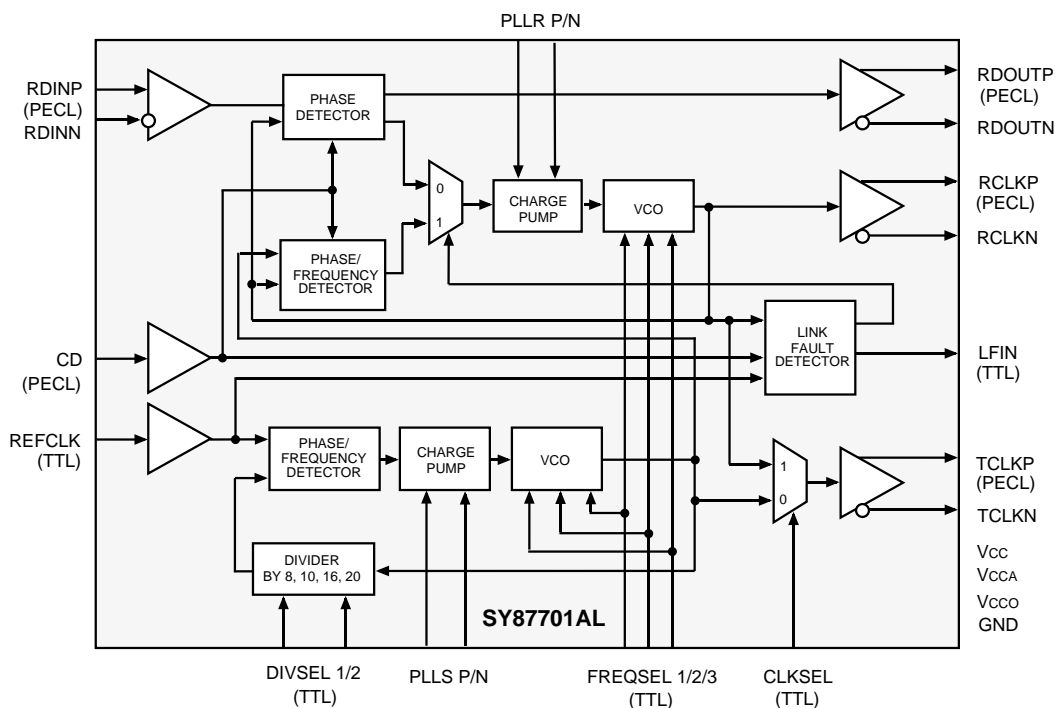 PLLR P/N
RDINP
(PECL)
RDINN
PHASE
DETECTOR
RDOUTP
(PECL)
RDOUTN
0
1
CHARGE
PUMP
VCO
RCLKP
(PECL)
RCLKN
PHASE/
FREQUENCY
DETECTOR
LINK
FAULT
DETECTOR
CD
(PECL)
LFIN
(TTL)
REFCLK
(TTL)
PHASE/
FREQUENCY
DETECTOR
CHARGE
PUMP
VCO
1
0
TCLKP
(PECL)
TCLKN
DIVIDER
BY 8, 10, 16, 20
VCC
VCCA
VCCO
GND
SY87701AL
DIVSEL 1/2
(TTL)
PLLS P/N
FREQSEL 1/2/3
(TTL)
CLKSEL
(TTL)